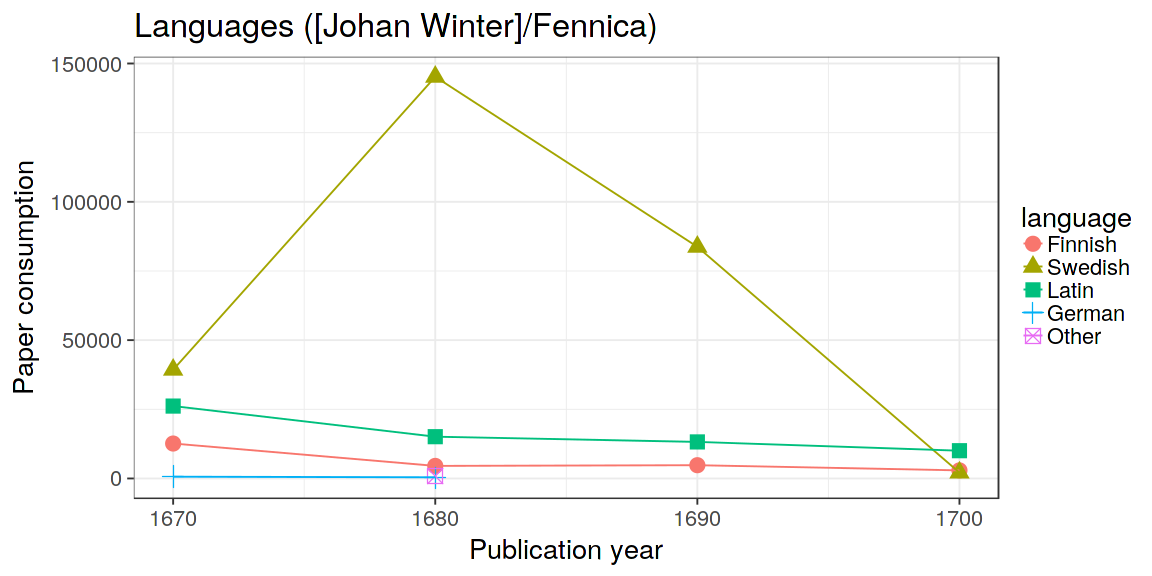 Languages ([Johan Winter]/Fennica)
150000
100000
50000
0
Paper consumption
1670 1680 1690 1700
Publication year
language
Finnish
Swedish
Latin
German
Other